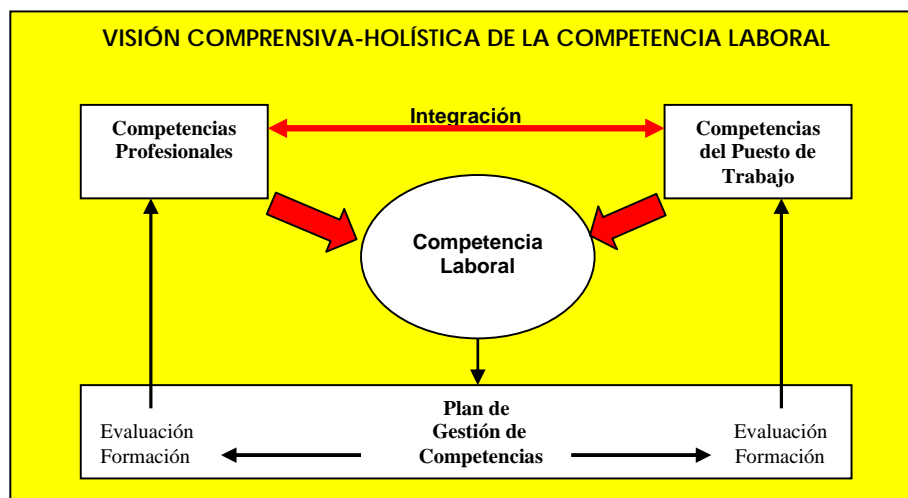 VISIÓN COMPRENSIVA-HOLÍSTICA DE LA COMPETENCIA LABORAL
Integración
Competencias
Profesionales
Competencias
del Puesto de
Trabajo
Competencia
Laboral
Evaluación
Formación
Plan de
Gestión de
Competencias
Evaluación
Formación